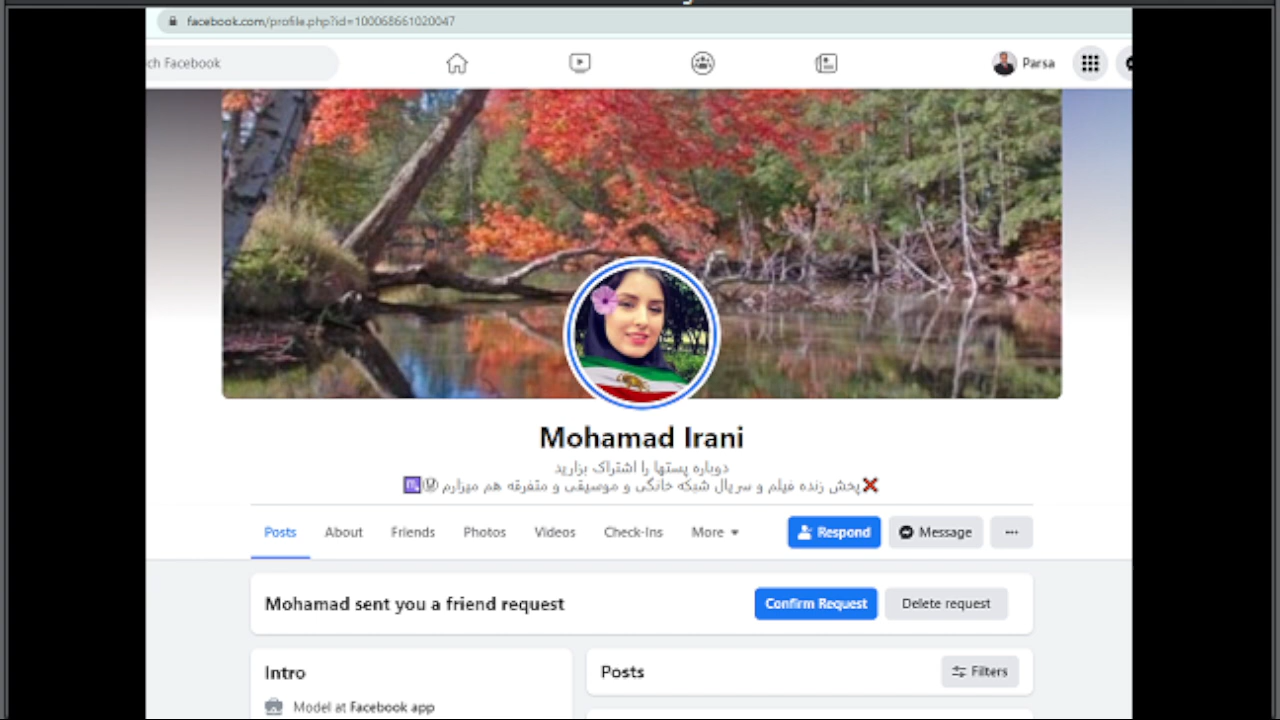 facebook.com/profile.php?id=100068661020047
ch Facebook
Parsa
Mohamad Irani
دوباره پستها را اشتراک بزارید
❌پخش زنده فیلم و سریال شبکه خانگی و موسیقی و متفرقه هم میزارم
Posts About Friends Photos Videos Check-Ins More Respond Message ...
Mohamad sent you a friend request
Confirm Request Delete request
Intro
Posts
Filters
Model at Facebook app